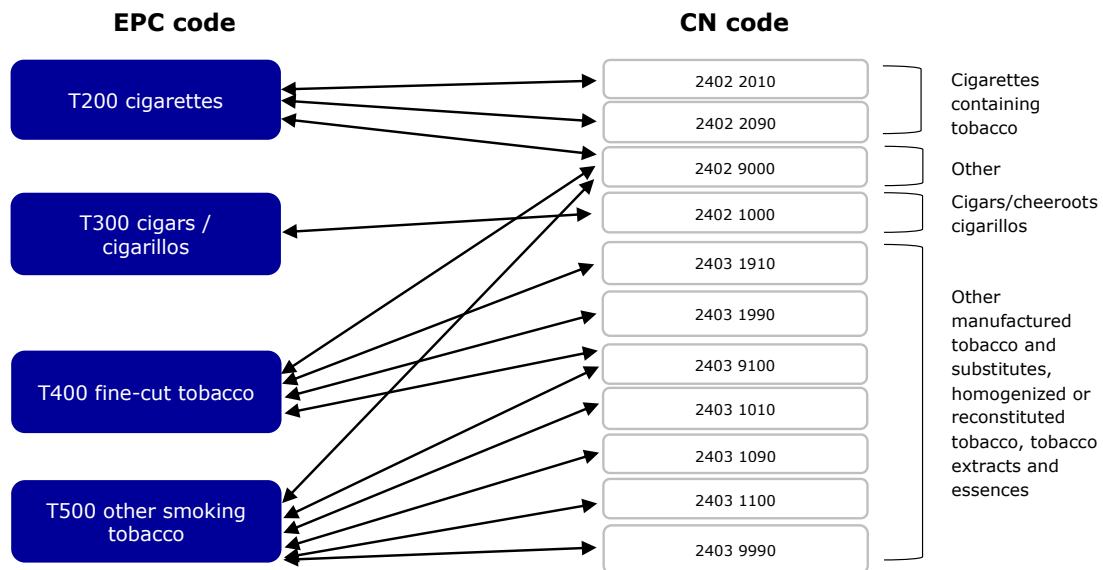 EPC code
CN code
T200 cigarettes
T300 cigars /
cigarillos
T400 fine-cut tobacco
T500 other smoking
tobacco
2402 2010
2402 2090
2402 9000
2402 1000
2403 1910
2403 1990
2403 9100
2403 1010
2403 1090
2403 1100
2403 9990
Cigarettes
containing
tobacco
Other
Cigars/cheeroots
cigarillos
Other
manufactured
tobacco and
substitutes,
homogenized or
reconstituted
tobacco, tobacco
extracts and
essences